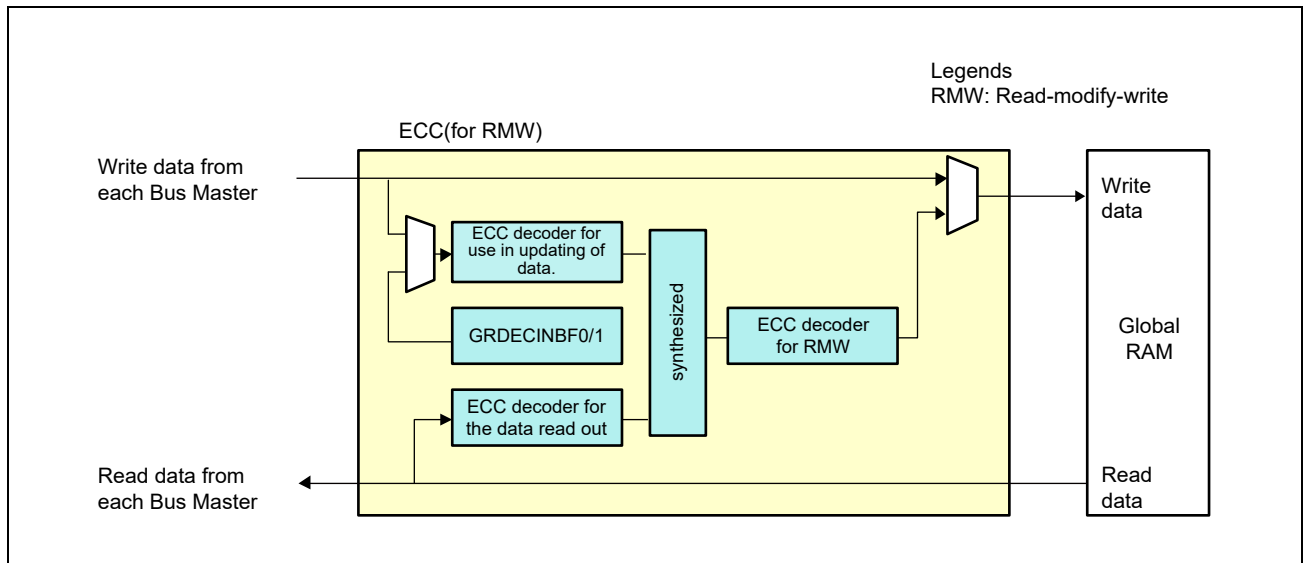 Legends
RMW: Read-modify-write
ECC(for RMW)
Write data from
each Bus Master
ECC decoder for
use in updating of
data.
GRDECINBF0/1
ECC decoder for
the data read out
synthesized
ECC decoder
for RMW
Write
data
Global
RAM
Read
data
Read data from
each Bus Master